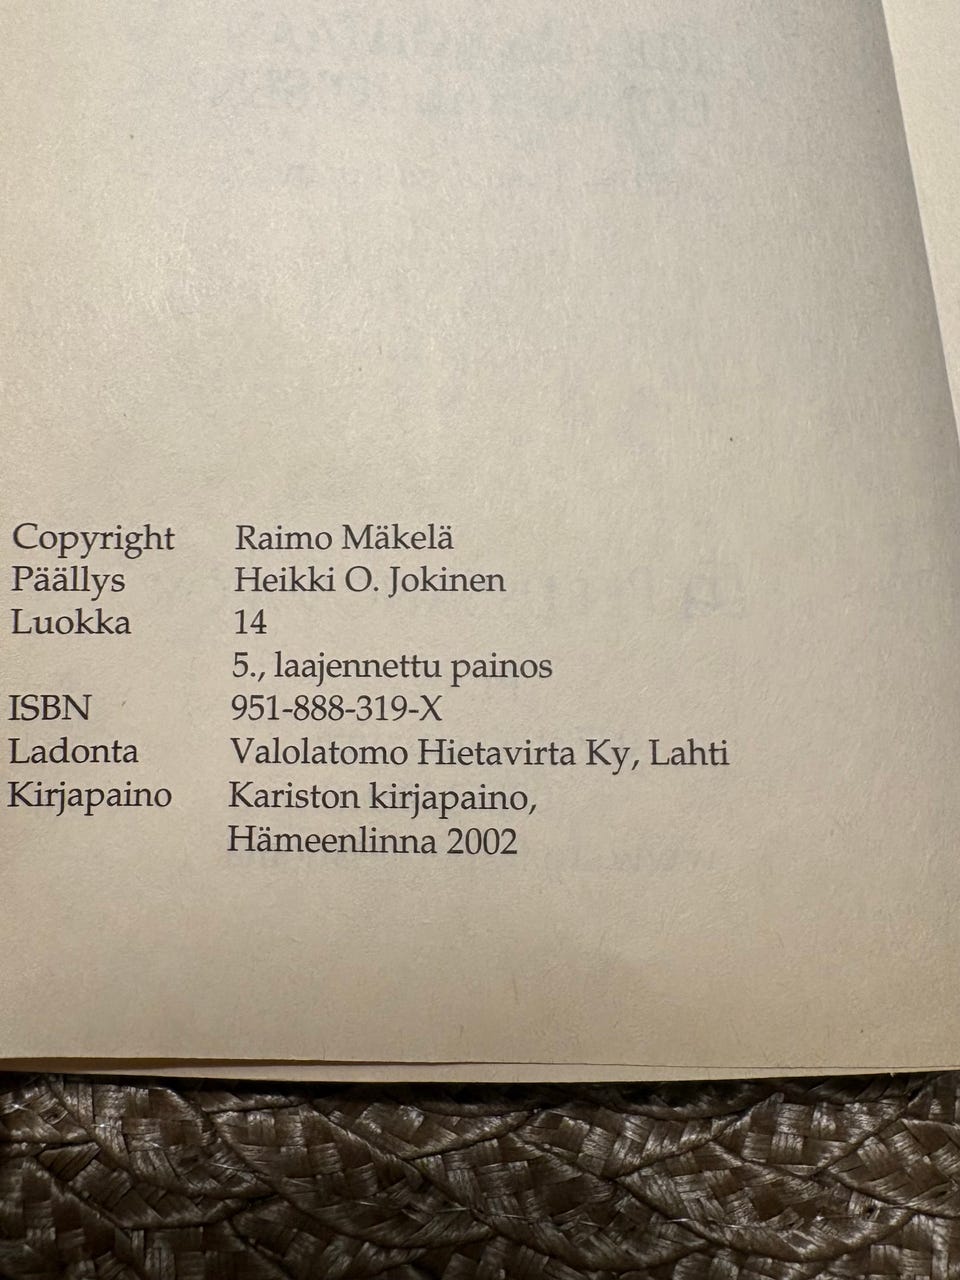 Copyright Raimo Mäkelä
Päällys Heikki O. Jokinen
Luokka 14
5., laajennettu painos
ISBN 951-888-319-X
Ladonta Valolatomo Hietavirta Ky, Lahti
Kirjapaino Kariston kirjapaino,
Hämeenlinna 2002